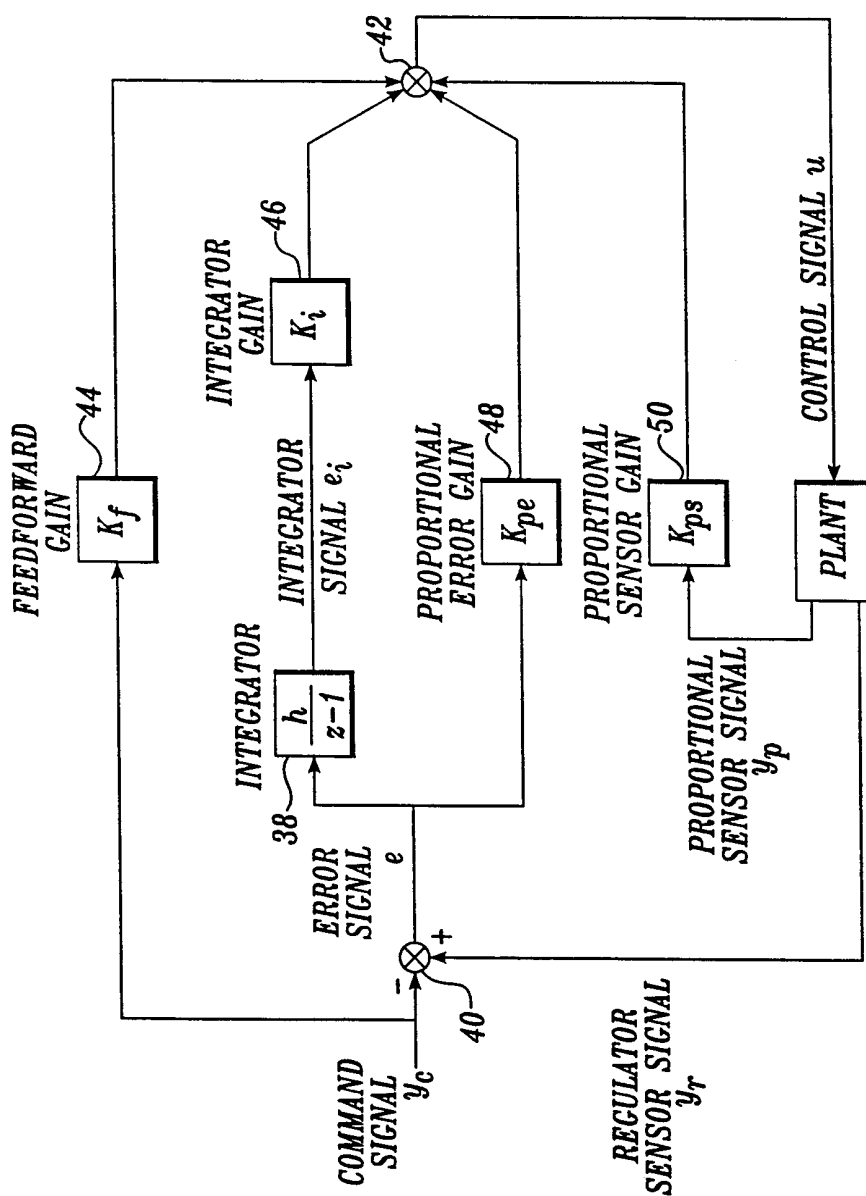 FEEDFORWARD
GAIN
44
K_f
42
INTEGRATOR
GAIN
46
K_i
INTEGRATOR
SIGNAL e_i
INTEGRATOR
h
z-1
38
ERROR
SIGNAL
e
PROPORTIONAL
ERROR GAIN
48
K_pe
COMMAND
SIGNAL
y_c
-
+
40
PROPORTIONAL
SENSOR GAIN
50
K_ps
PROPORTIONAL
SENSOR SIGNAL
y_p
REGULATOR
SENSOR SIGNAL
y_r
PLANT
CONTROL SIGNAL u